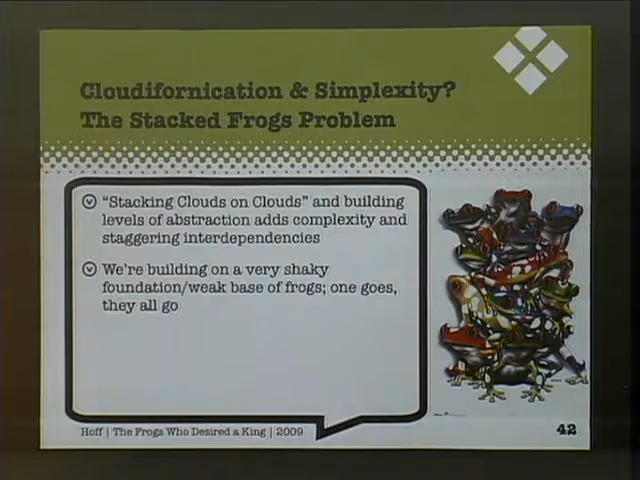 Cloudifornication & Simplexity?
The Stacked Frogs Problem
"Stacking Clouds on Clouds" and building
levels of abstraction adds complexity and
staggering interdependencies
We're building on a very shaky
foundation/weak base of frogs; one goes,
they all go
Hoff | The Frogs Who Desired a King | 2009
42